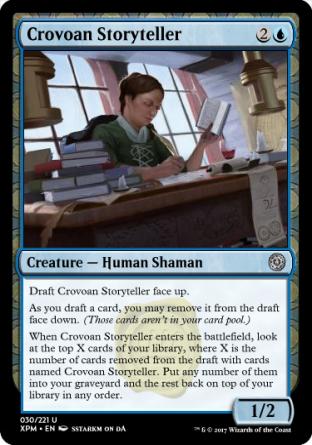 Crovoan Storyteller 2
Creature — Human Shaman
Draft Crovoan Storyteller face up.
As you draft a card, you may remove it from the draft
face down. (Those cards aren't in your card pool.)
When Crovoan Storyteller enters the battlefield, look
at the top X cards of your library, where X is the
number of cards removed from the draft with cards
named Crovoan Storyteller. Put any number of them
into your graveyard and the rest back on top of your
library in any order.
1/2
030/221 U
XPM • EN SSTARKM ON DA
™ & © 2017 Wizards of the Coast